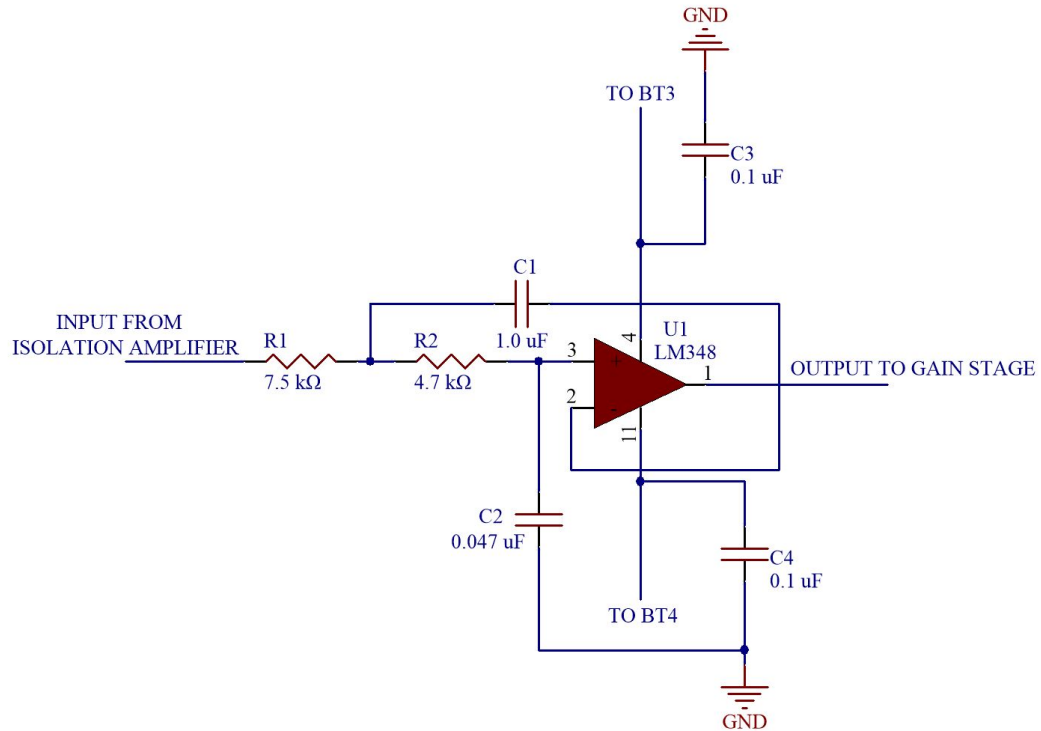 GND
TO BT3
C3
0.1 uF
C1
1.0 uF
INPUT FROM
ISOLATION AMPLIFIER
R1
7.5 kΩ
R2
4.7 kΩ
U1
LM348
4
3
+
2
-
1
11
OUTPUT TO GAIN STAGE
C2
0.047 uF
C4
0.1 uF
TO BT4
GND